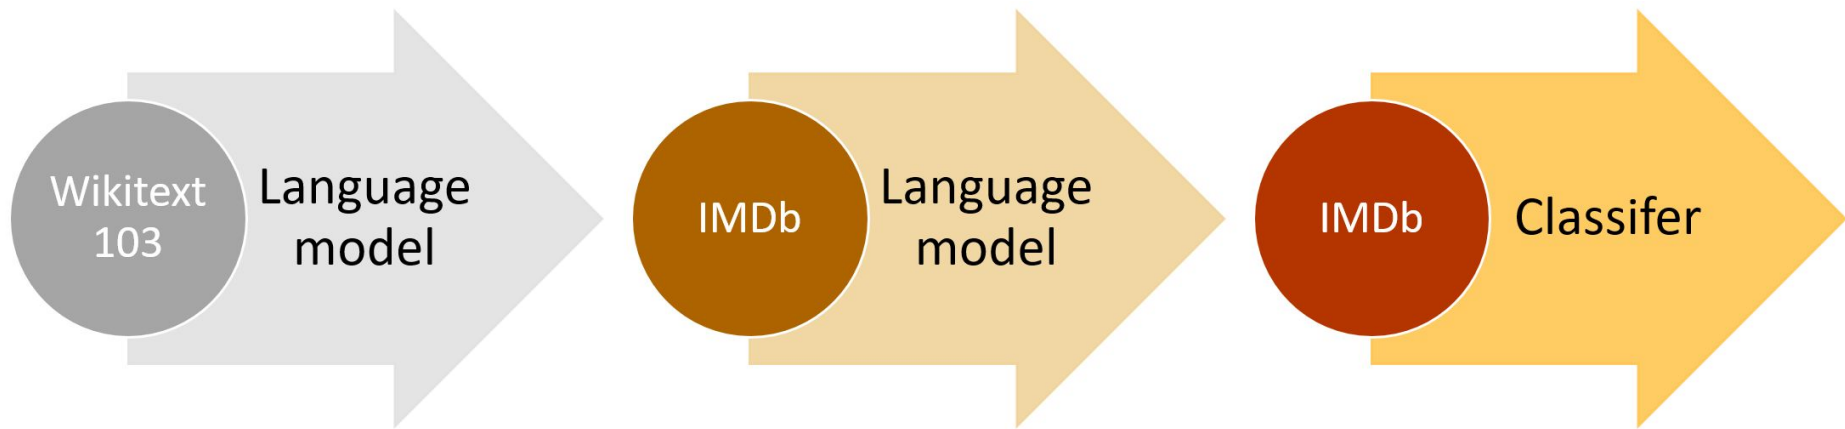 Wikitext
103
Language
model
IMDb
Language
model
IMDb
Classifer